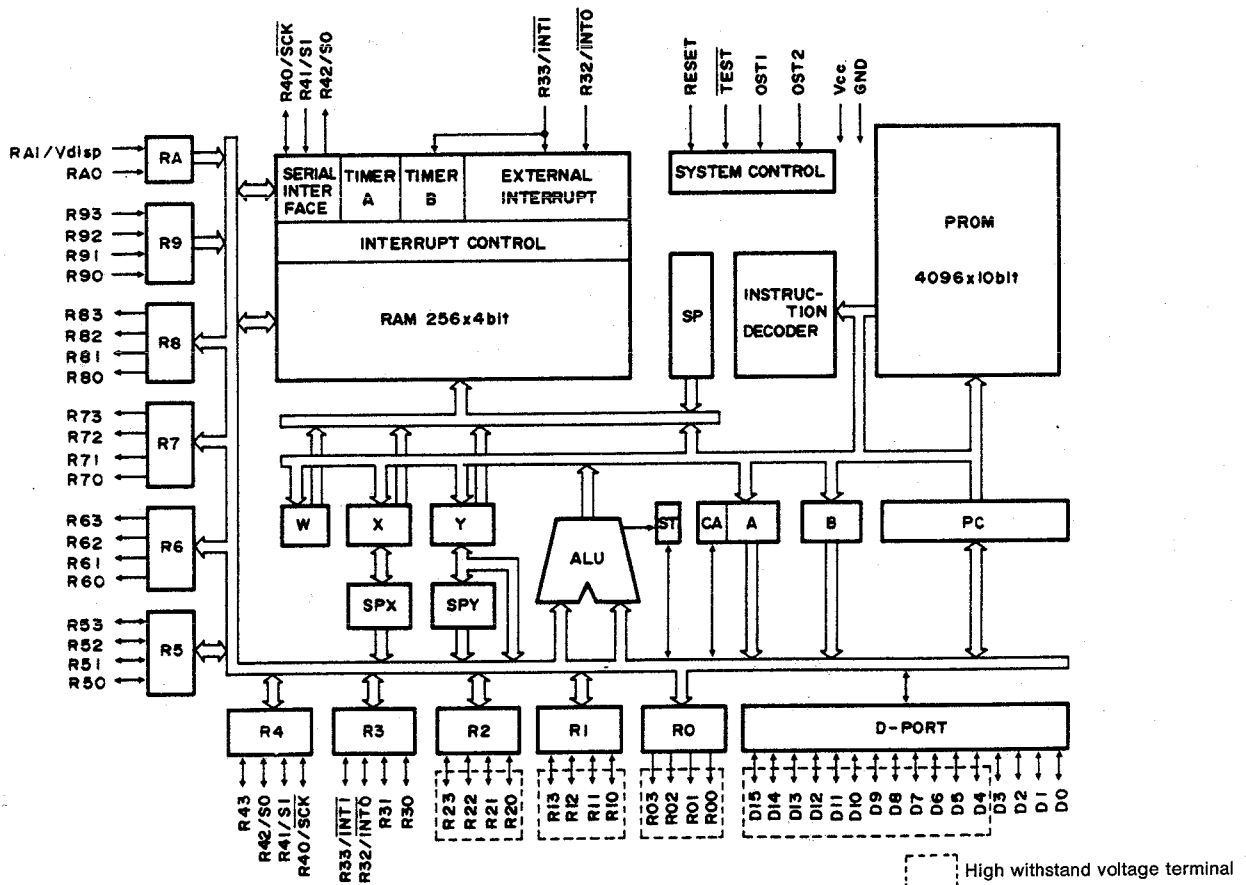 R40/SCK
R41/S1
R42/S0
R33/INT1
R32/INT0
RESET
TEST
OST1
OST2
Vcc
GND
RA1/Vdisp
RA0
RA
R93
R92
R91
R90
R9
R83
R82
R81
R80
R8
R73
R72
R71
R70
R7
R63
R62
R61
R60
R6
R53
R52
R51
R50
R5
SERIAL
INTER
FACE
TIMER
A
TIMER
B
EXTERNAL
INTERRUPT
INTERRUPT CONTROL
RAM 256x4bit
SYSTEM CONTROL
SP
INSTRUC-
TION
DECODER
PROM
4096x10bit
W
X
Y
SPX
SPY
ALU
ST
CA
A
B
PC
R4
R3
R2
R1
R0
D-PORT
R43
R42/S0
R41/S1
R40/SCK
R33/INT1
R32/INT0
R31
R30
R23
R22
R21
R20
R13
R12
R11
R10
R03
R02
R01
R00
D15
D14
D13
D12
D11
D10
D9
D8
D7
D6
D5
D4
D3
D2
D1
D0
High withstand voltage terminal